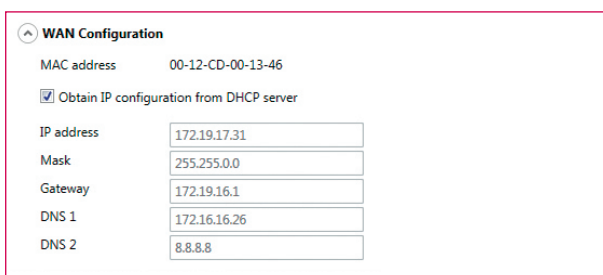 WAN Configuration
MAC address 00-12-CD-00-13-46
Obtain IP configuration from DHCP server
IP address 172.19.17.31
Mask 255.255.0.0
Gateway 172.19.16.1
DNS 1 172.16.16.26
DNS 2 8.8.8.8